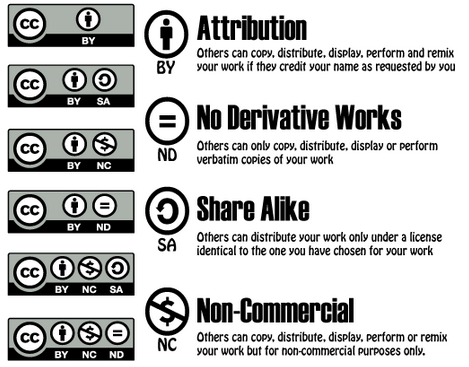 CC
BY
Attribution
BY
Others can copy, distribute, display, perform and remix
your work if they credit your name as requested by you
CC
BY SA
No Derivative Works
ND
Others can only copy, distribute, display or perform
verbatim copies of your work
CC
BY NC
Share Alike
SA
Others can distribute your work only under a license
identical to the one you have chosen for your work
CC
BY ND
CC
BY NC SA
Non-Commercial
NC
Others can copy, distribute, display, perform or remix
your work but for non-commercial purposes only.
CC
BY NC ND